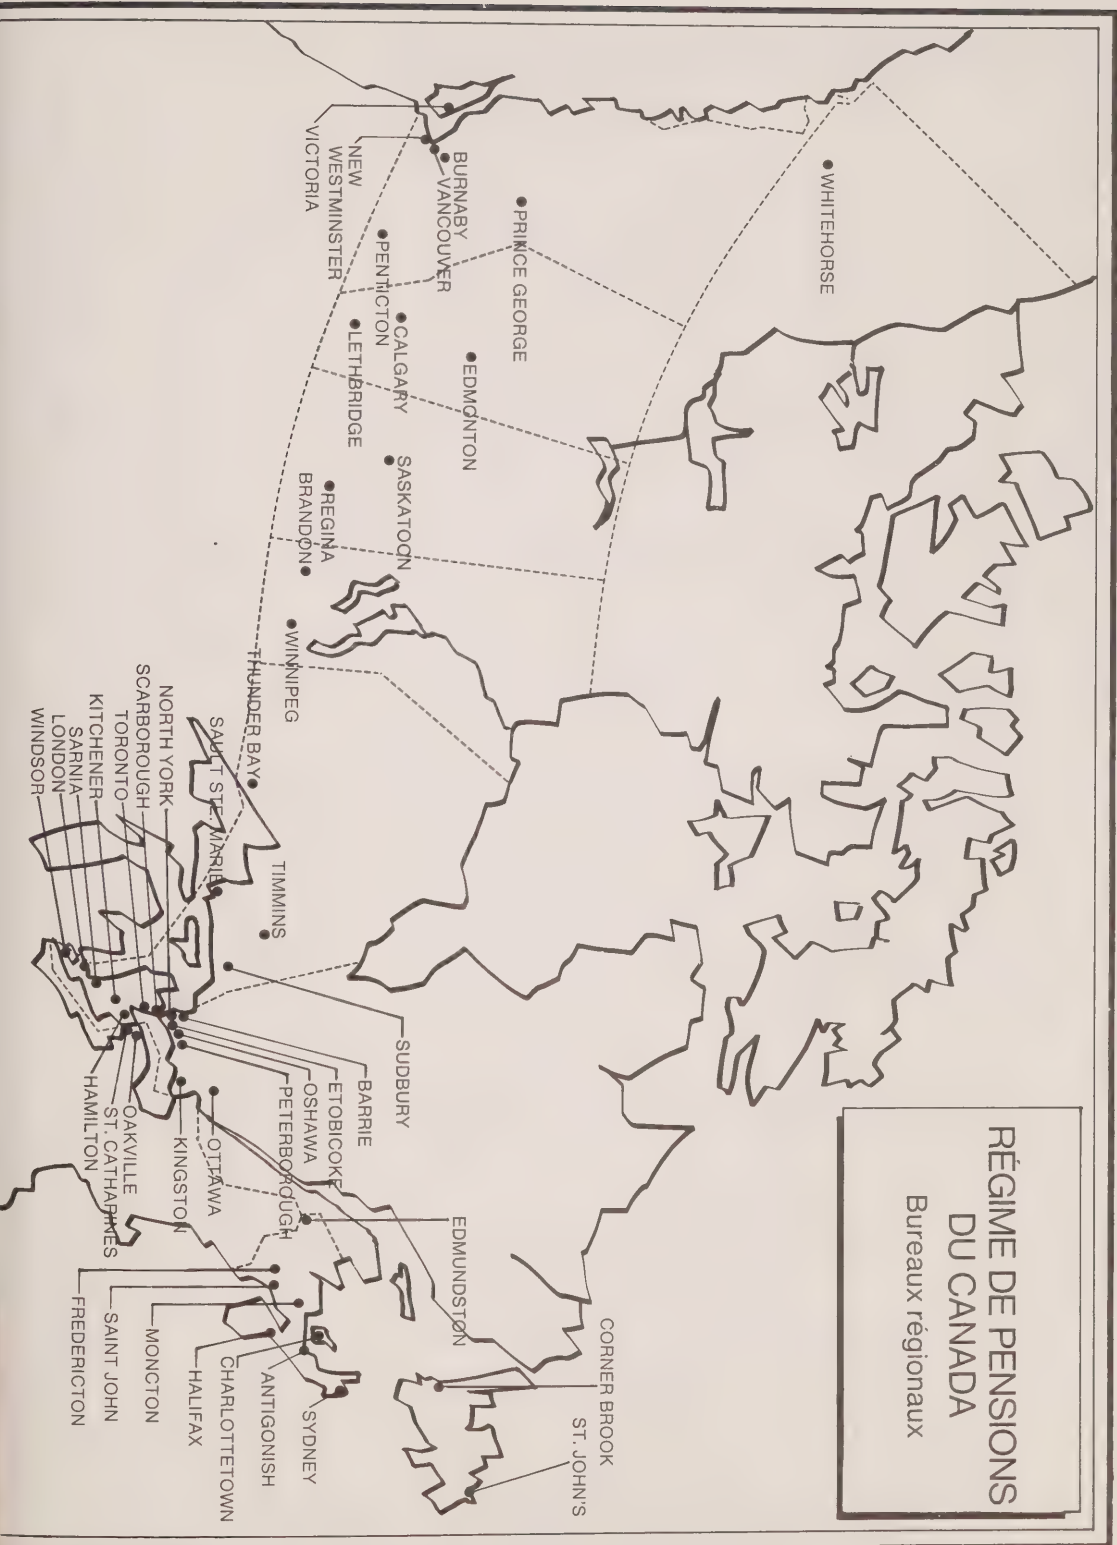 RÉGIME DE PENSIONS
DU CANADA
Bureaux régionaux
WHITEHORSE
PRINCE GEORGE
BURNABY
VANCOUVER
NEW
WESTMINSTER
VICTORIA
PENTICTON
EDMONTON
CALGARY
LETHBRIDGE
SASKATOON
REGINA
BRANDON
WINNIPEG
THUNDER BAY
SAULT STE. MARIE
NORTH YORK
SCARBOROUGH
TORONTO
KITCHENER
SARNIA
LONDON
WINDSOR
TIMMINS
SUDBURY
BARRIE
ETOBICOKE
OSHAWA
PETERBOROUGH
OTTAWA
KINGSTON
OAKVILLE
ST. CATHARINES
HAMILTON
EDMUNDSTON
CORNER BROOK
ST. JOHN'S
SYDNEY
ANTIGONISH
CHARLOTTETOWN
HALIFAX
MONCTON
SAINT JOHN
FREDERICTON